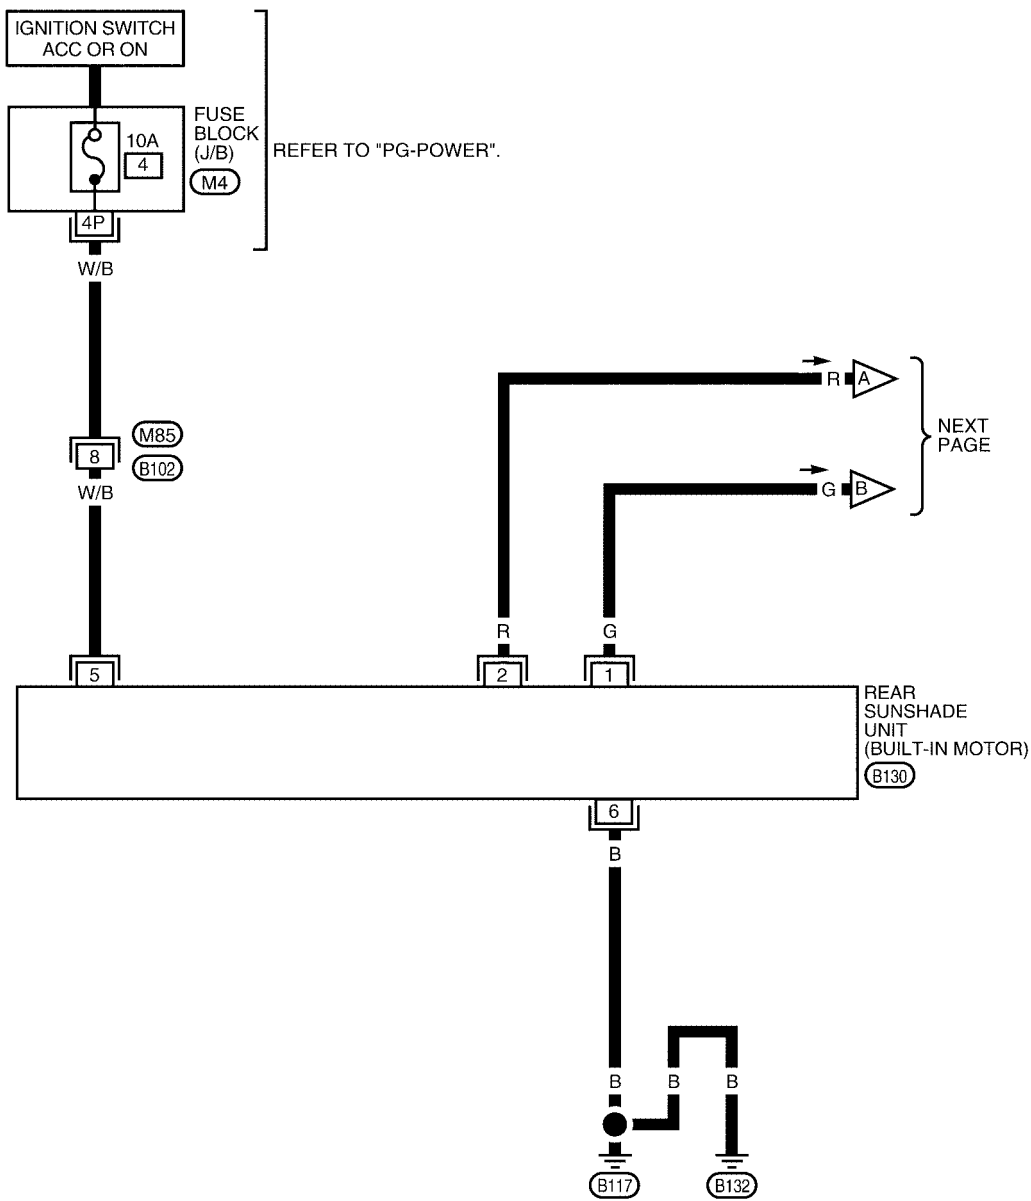 IGNITION SWITCH
ACC OR ON
FUSE
BLOCK
(J/B)
10A
4
M4
REFER TO "PG-POWER".
4P
W/B
R
A
NEXT
PAGE
M85
8
B102
G
B
W/B
R
G
5
2
1
REAR
SUNSHADE
UNIT
(BUILT-IN MOTOR)
B130
6
B
B
B
B
B117
B132